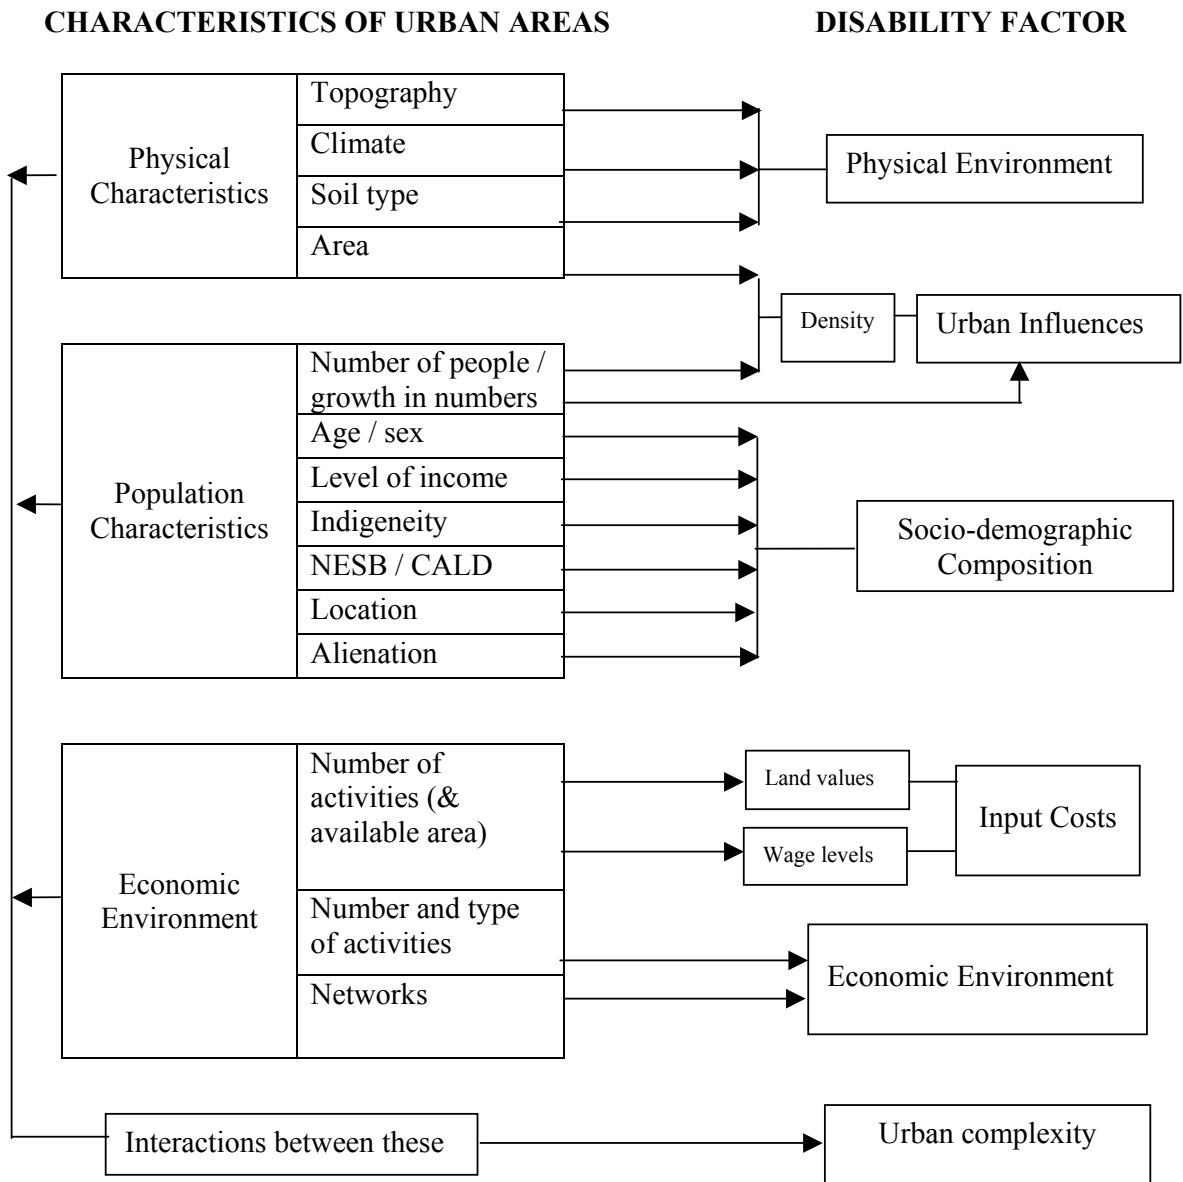 CHARACTERISTICS OF URBAN AREAS
DISABILITY FACTOR
Physical
Characteristics
Topography
Climate
Soil type
Area
Physical Environment
Density
Urban Influences
Population
Characteristics
Number of people /
growth in numbers
Age / sex
Level of income
Indigeneity
NESB / CALD
Location
Alienation
Socio-demographic
Composition
Economic
Environment
Number of
activities (&
available area)
Number and type
of activities
Networks
Land values
Wage levels
Input Costs
Economic Environment
Interactions between these
Urban complexity